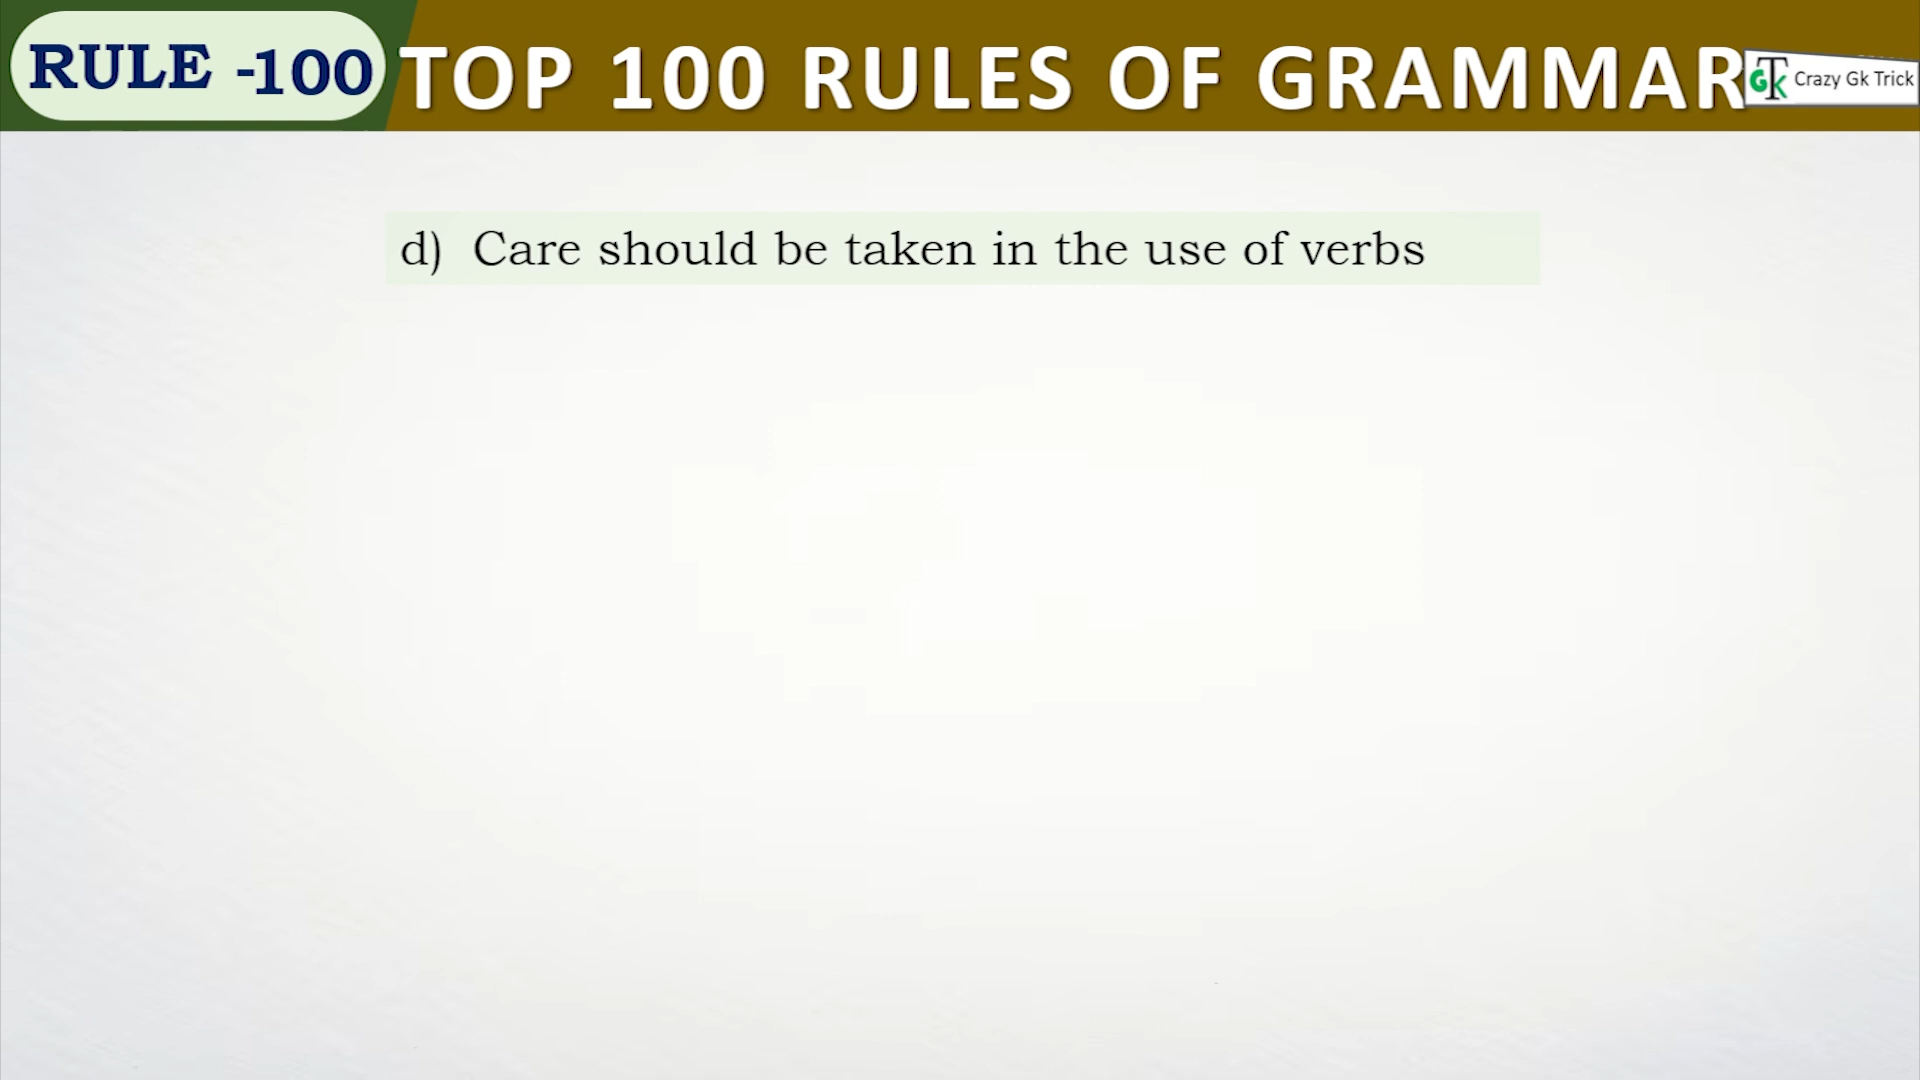 RULE -100
TOP 100 RULES OF GRAMMAR
GTK Crazy Gk Trick
d) Care should be taken in the use of verbs